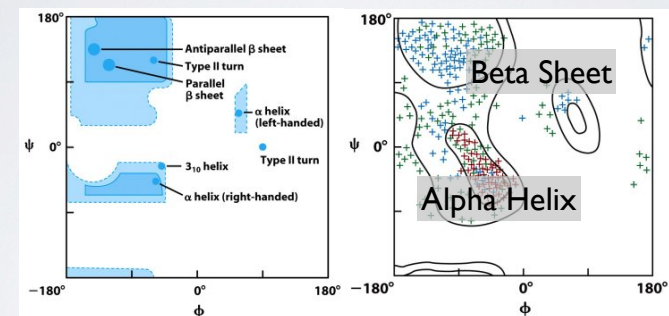 180°
Antiparallel β sheet
Type II turn
Parallel
β sheet
α helix
(left-handed)
ψ
0°
Type II turn
3₁₀ helix
α helix (right-handed)
−180°
0°
180°
ϕ
180°
Beta Sheet
ψ
0°
Alpha Helix
−180°
0°
180°
ϕ